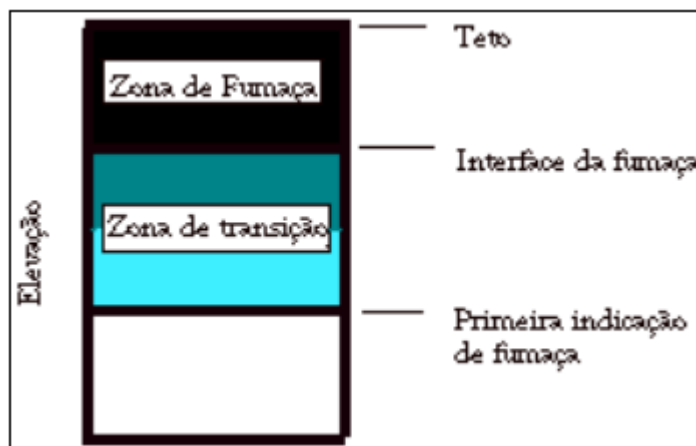 Teto
Zona de Fumaça
Interface da fumaça
Elevação
Zona de transição
Primeira indicação
de fumaça